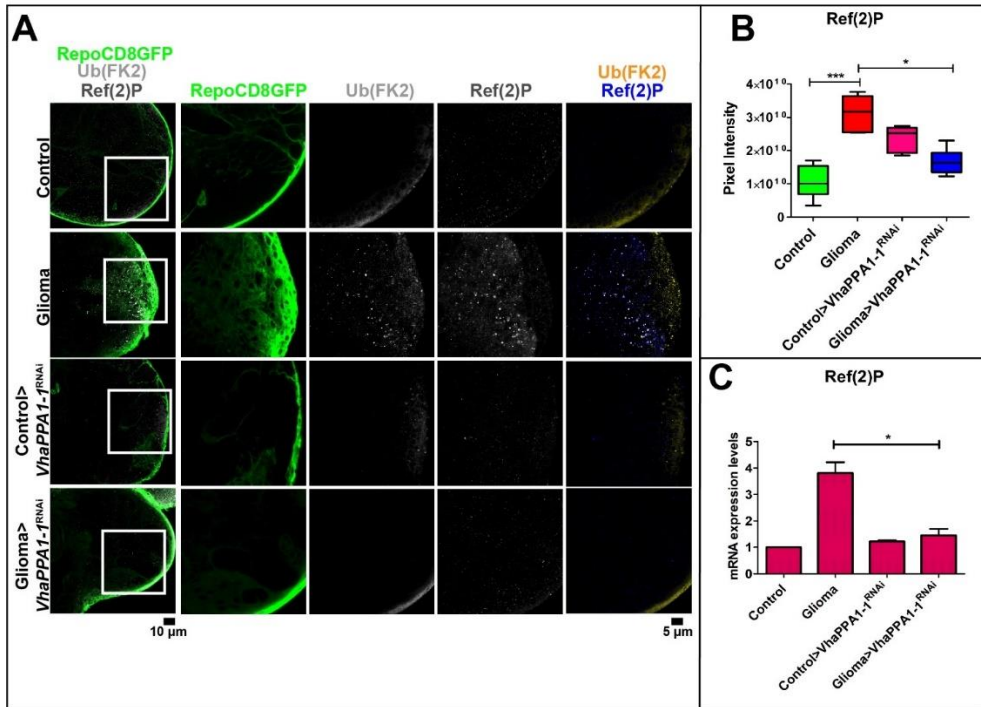 A
RepoCD8GFP
Ub(FK2)
Ref(2)P
RepoCD8GFP
Ub(FK2)
Ref(2)P
Ub(FK2)
Ref(2)P
Control
Glioma
Control>
VhaPPA1-1RNAi
Glioma>
VhaPPA1-1RNAi
10 µm
5 µm
B
Ref(2)P
***
*
Pixel Intensity
4×10¹⁰
3×10¹⁰
2×10¹⁰
1×10¹⁰
0
Control
Glioma
Control>VhaPPA1-1RNAi
Glioma>VhaPPA1-1RNAi
C
Ref(2)P
*
mRNA expression levels
5
4
3
2
1
0
Control
Glioma
Control>VhaPPA1-1RNAi
Glioma>VhaPPA1-1RNAi